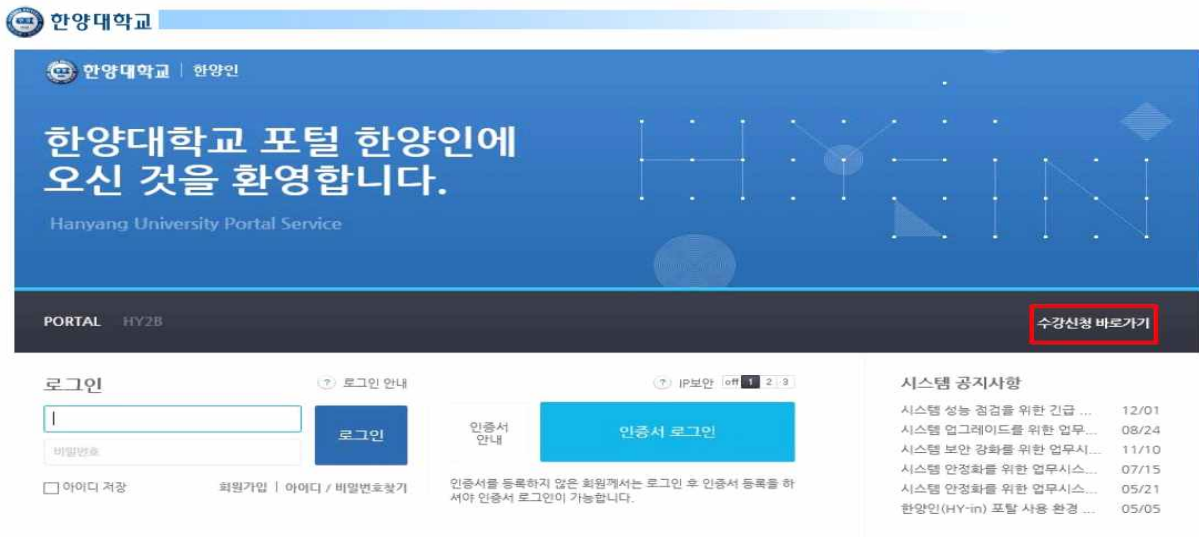 한양대학교
한양대학교 | 한양인
한양대학교 포털 한양인에
오신 것을 환영합니다.
Hanyang University Portal Service
PORTAL HY2B
수강신청 바로가기
로그인
? 로그인 안내
비밀번호
로그인
아이디 저장
회원가입 | 아이디 / 비밀번호찾기
? IP보안 off 1 2 3
인증서
안내
인증서 로그인
인증서를 등록하지 않은 회원께서는 로그인 후 인증서 등록을 하
셔야 인증서 로그인이 가능합니다.
시스템 공지사항
시스템 성능 점검을 위한 긴급 ... 12/01
시스템 업그레이드를 위한 업무... 08/24
시스템 보안 강화를 위한 업무시... 11/10
시스템 안정화를 위한 업무시스... 07/15
시스템 안정화를 위한 업무시스... 05/21
한양인(HY-in) 포탈 사용 환경 ... 05/05